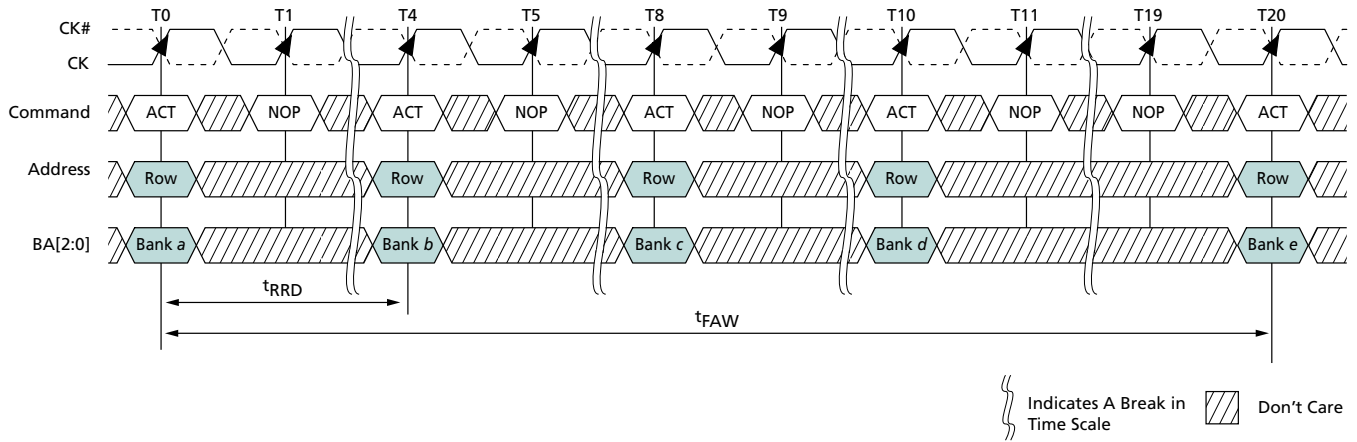 T0 T1 T4 T5 T8 T9 T10 T11 T19 T20
CK#
CK
Command ACT NOP ACT NOP ACT NOP ACT NOP NOP ACT
Address Row Row Row Row Row
BA[2:0] Bank a Bank b Bank c Bank d Bank e
tRRD
tFAW
Indicates A Break in
Time Scale
Don't Care